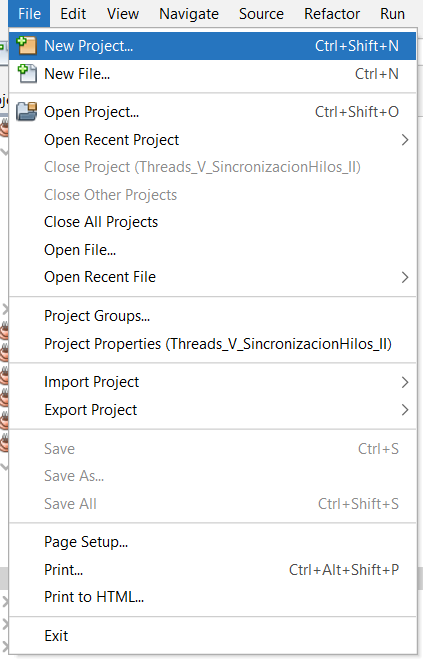 File Edit View Navigate Source Refactor Run
New Project... Ctrl+Shift+N
New File... Ctrl+N
Open Project... Ctrl+Shift+O
Open Recent Project
Close Project (Threads_V_SincronizacionHilos_II)
Close Other Projects
Close All Projects
Open File...
Open Recent File
Project Groups...
Project Properties (Threads_V_SincronizacionHilos_II)
Import Project
Export Project
Save Ctrl+S
Save As...
Save All Ctrl+Shift+S
Page Setup...
Print... Ctrl+Alt+Shift+P
Print to HTML...
Exit